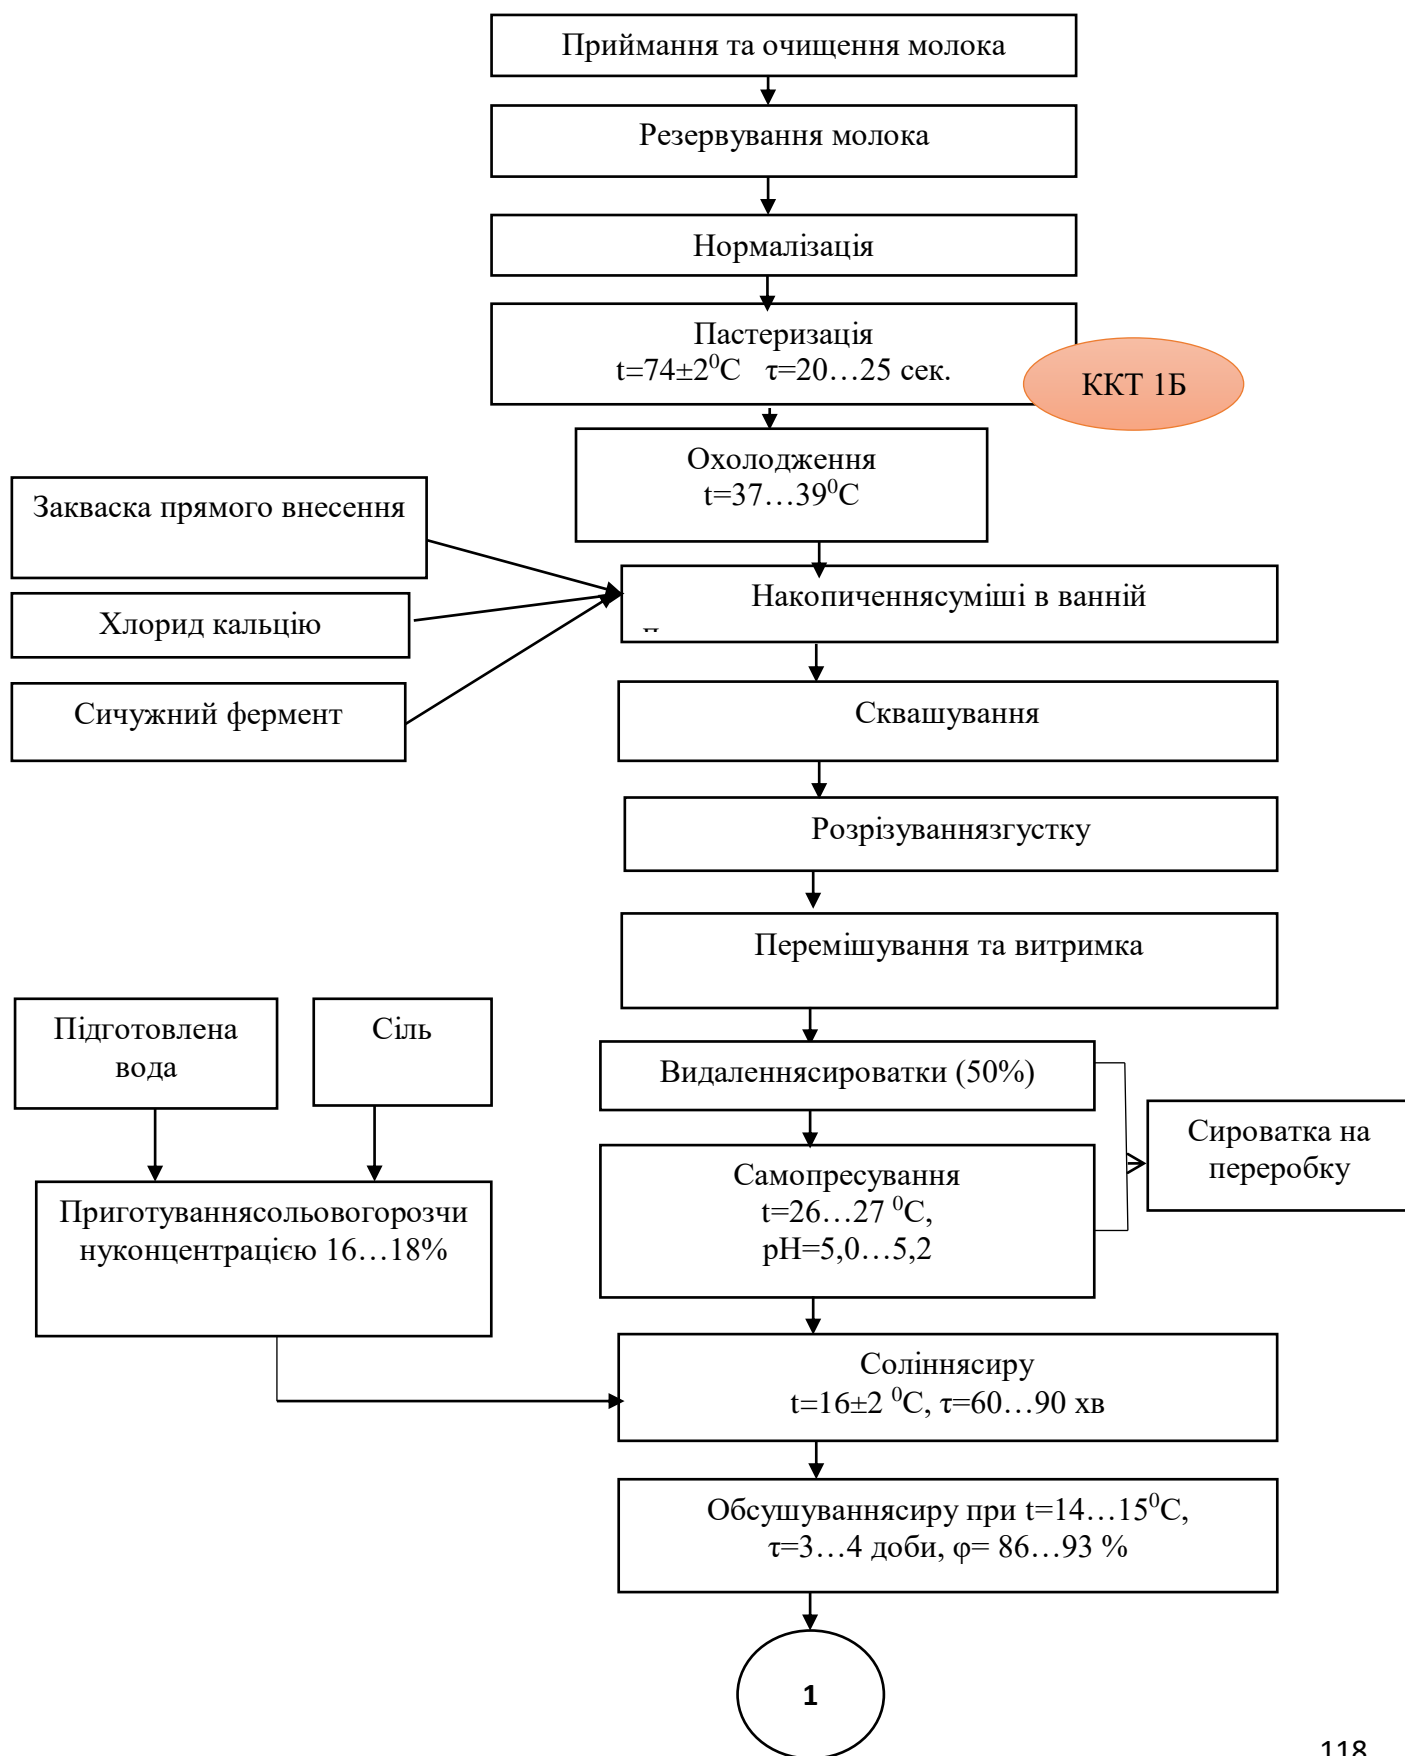 Приймання та очищення молока
Резервування молока
Нормалізація
Пастеризація
t=74±2⁰С τ=20…25 сек.
ККТ 1Б
Охолодження
t=37…39⁰С
Закваска прямого внесення
Хлорид кальцію
Сичужний фермент
Накопиченнясуміші в ванній
Сквашування
Розрізуваннязгустку
Перемішування та витримка
Підготовлена
вода
Сіль
Приготуваннясольовогорозчи
нуконцентрацією 16…18%
Видаленнясироватки (50%)
Самопресування
t=26…27 ⁰С,
рН=5,0…5,2
Сироватка на
переробку
Соліннясиру
t=16±2 ⁰С, τ=60…90 хв
Обсушуваннясиру при t=14…15⁰С,
τ=3…4 доби, φ= 86…93 %
1
118